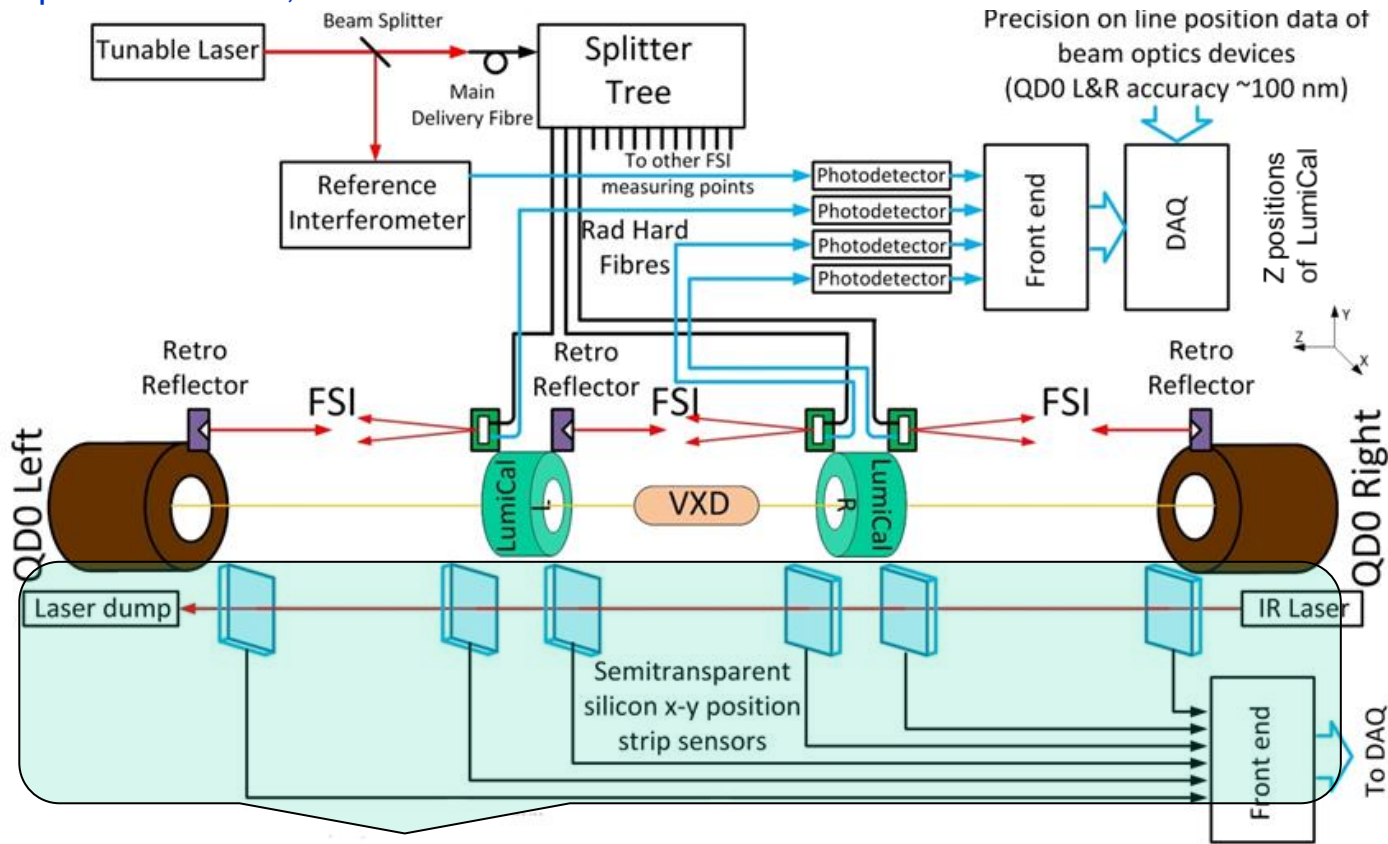 Beam Splitter
Tunable Laser
Splitter
Tree
Main
Delivery Fibre
Precision on line position data of
beam optics devices
(QD0 L&R accuracy ~100 nm)
To other FSI
measuring points
Reference
Interferometer
Rad Hard
Fibres
Photodetector
Photodetector
Photodetector
Photodetector
Front end
DAQ
Z positions
of LumiCal
Y
Z
X
Retro
Reflector
Retro
Reflector
Retro
Reflector
FSI
FSI
FSI
QD0 Left
LumiCal
L
VXD
R
LumiCal
QD0 Right
Laser dump
IR Laser
Semitransparent
silicon x-y position
strip sensors
Front end
To DAQ